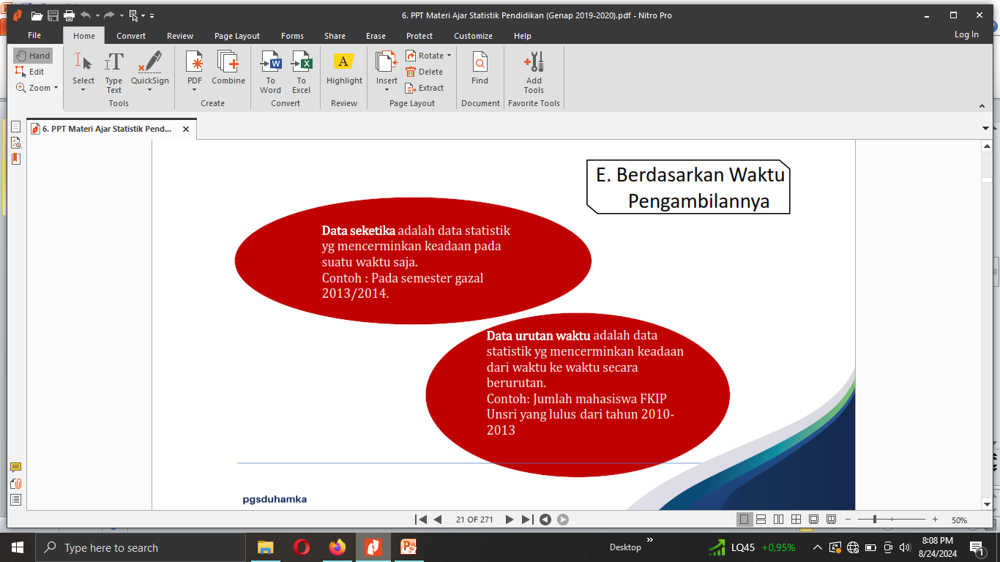 6. PPT Materi Ajar Statistik Pendidikan (Genap 2019-2020).pdf - Nitro Pro
File Home Convert Review Page Layout Forms Share Erase Protect Customize Help Log In
Hand
Edit
Zoom
Select
Type Text
QuickSign
Tools
PDF
Combine
Create
To Word
To Excel
Convert
Highlight
Review
Insert
Rotate
Delete
Extract
Page Layout
Find
Document
Add Tools
Favorite Tools
6. PPT Materi Ajar Statistik Pend...
E. Berdasarkan Waktu
Pengambilannya
Data seketika adalah data statistik
yg mencerminkan keadaan pada
suatu waktu saja.
Contoh : Pada semester gazal
2013/2014.
Data urutan waktu adalah data
statistik yg mencerminkan keadaan
dari waktu ke waktu secara
berurutan.
Contoh: Jumlah mahasiswa FKIP
Unsri yang lulus dari tahun 2010-
2013
pgsduhamka
21 OF 271
50%
Type here to search
Desktop
LQ45 +0,95%
8:08 PM
8/24/2024
1